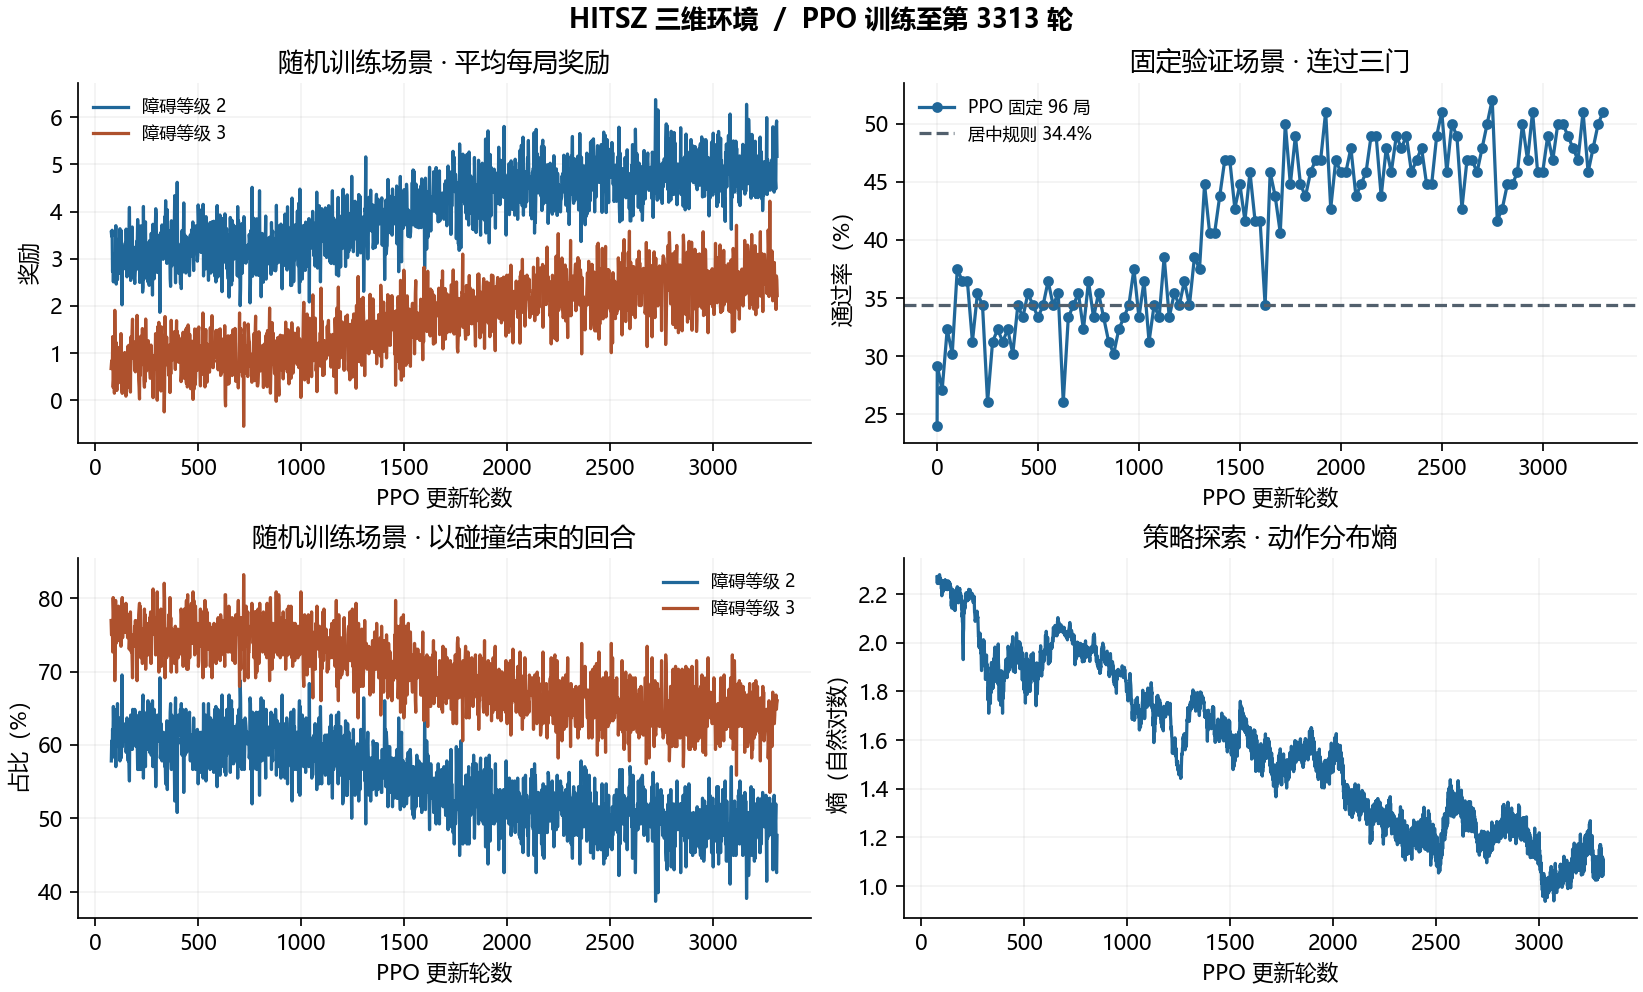 HITSZ 三维环境 / PPO 训练至第 3313 轮
随机训练场景 · 平均每局奖励
障碍等级 2
障碍等级 3
奖励
6
5
4
3
2
1
0
0 500 1000 1500 2000 2500 3000
PPO 更新轮数
固定验证场景 · 连过三门
PPO 固定 96 局
居中规则 34.4%
通过率（%）
50
45
40
35
30
25
0 500 1000 1500 2000 2500 3000
PPO 更新轮数
随机训练场景 · 以碰撞结束的回合
障碍等级 2
障碍等级 3
占比（%）
80
70
60
50
40
0 500 1000 1500 2000 2500 3000
PPO 更新轮数
策略探索 · 动作分布熵
熵（自然对数）
2.2
2.0
1.8
1.6
1.4
1.2
1.0
0 500 1000 1500 2000 2500 3000
PPO 更新轮数